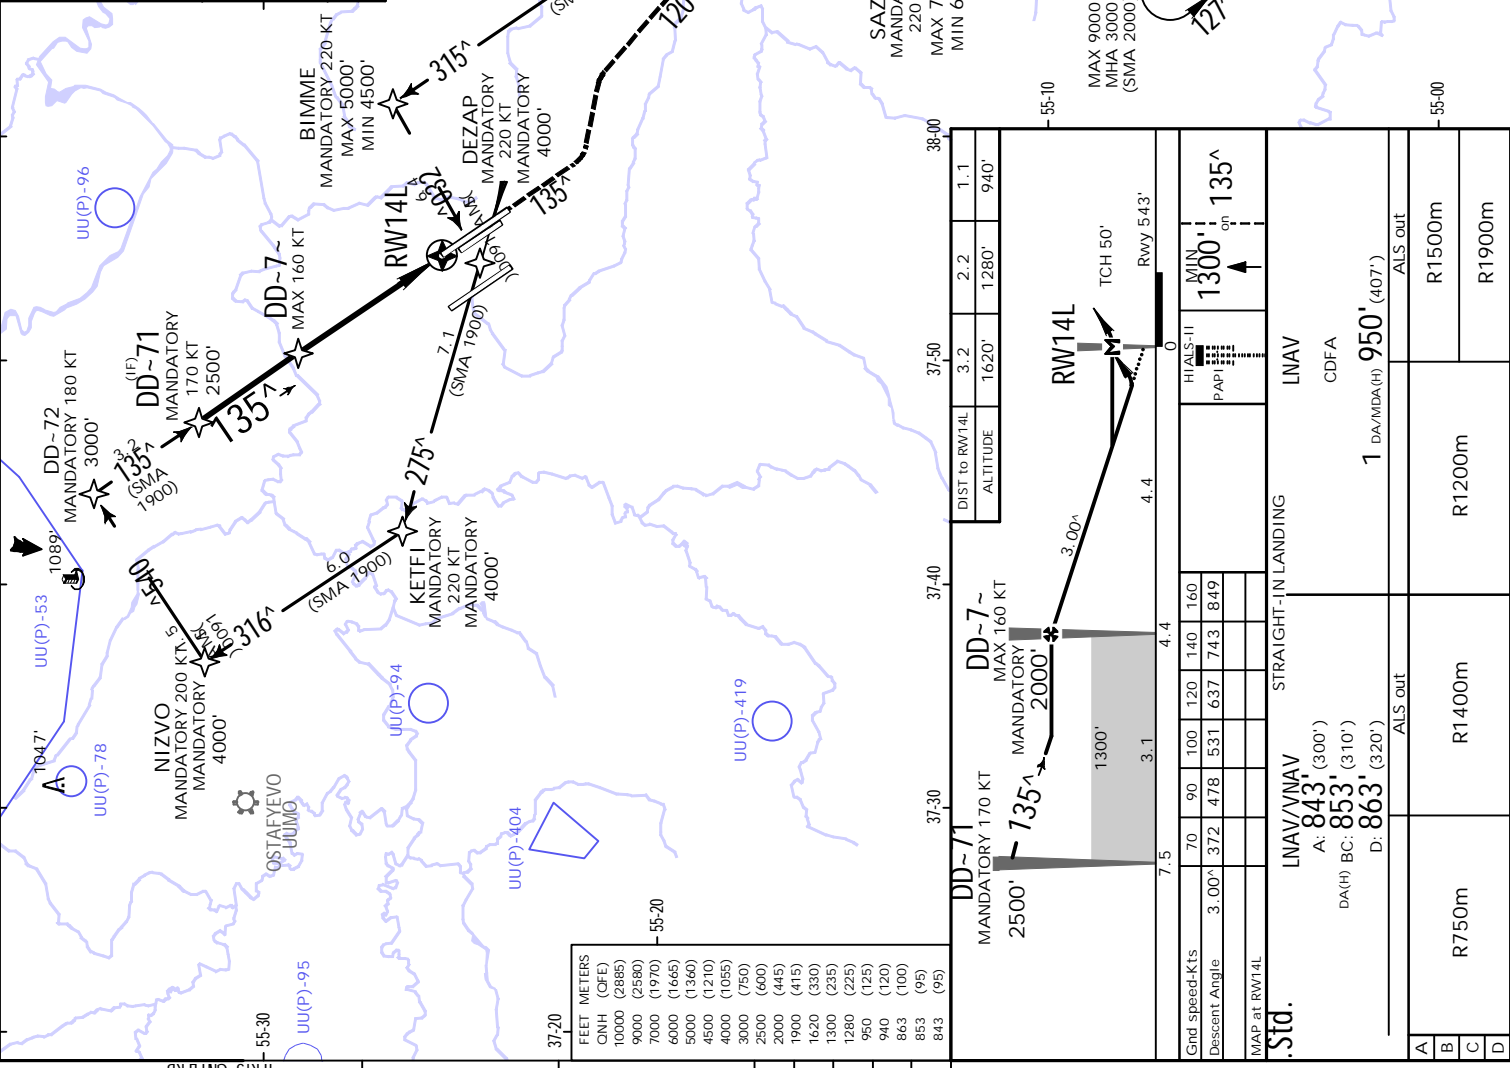 BIMME
MANDATORY 220 KT
MAX 5000'
MIN 4500'
315^
120
MAX 9000
MHA 3000
(SMA 2000
127^
UU(P)-96
DEZAP
MANDATORY
220 KT
MANDATORY
4000'
135^
RW14L
DD~7~
MAX 160 KT
(IF)
DD~71
MANDATORY
170 KT
2500'
135^
DD~72
MANDATORY 180 KT
3000'
3.2
135^
(SMA
1900)
7.1
(SMA 1900)
275^
KETFI
MANDATORY
220 KT
MANDATORY
4000'
6.0
(SMA 1900)
316^
NIZVO
MANDATORY 200 KT
MANDATORY
4000'
1089'
1047'
UU(P)-53
UU(P)-78
UU(P)-94
UU(P)-419
UU(P)-404
UU(P)-95
OSTAFYEVO
UUMO
55-30
55-20
55-10
55-00
38-00
37-50
37-40
37-30
37-20
FEET METERS
QNH (QFE)
10000 (2885)
9000 (2580)
7000 (1970)
6000 (1665)
5000 (1360)
4500 (1210)
4000 (1055)
3000 (750)
2500 (600)
2000 (445)
1900 (415)
1620 (330)
1300 (235)
1280 (225)
950 (125)
940 (120)
863 (100)
853 (95)
843 (95)
DIST to RW14L 3.2 2.2 1.1
ALTITUDE 1620' 1280' 940'
DD~71
MANDATORY 170 KT
2500'
135^
DD~7~
MAX 160 KT
MANDATORY
2000'
1300'
3.00^
RW14L
M
TCH 50'
Rwy 543'
3.1 4.4
7.5 4.4 0
Gnd speed-Kts 70 90 100 120 140 160
Descent Angle 3.00^ 372 478 531 637 743 849
MAP at RW14L
HIALS-II
PAPI
MIN
1300' on 135^
.Std.
STRAIGHT-IN LANDING
LNAV/VNAV
A: 843' (300')
DA(H) BC: 853' (310')
D: 863' (320')
LNAV
CDFA
1 DA/MDA(H) 950' (407')
ALS out
ALS out
A
B
C
D
R750m
R1400m
R1200m
R1500m
R1900m